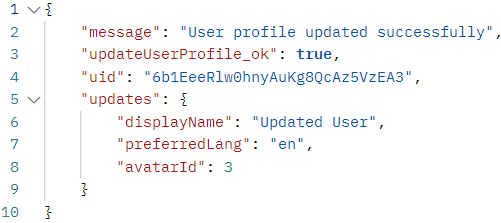 1 {
2 "message": "User profile updated successfully",
3 "updateUserProfile_ok": true,
4 "uid": "6b1EeeRlw0hnyAuKg8QcAz5VzEA3",
5 "updates": {
6 "displayName": "Updated User",
7 "preferredLang": "en",
8 "avatarId": 3
9 }
10 }